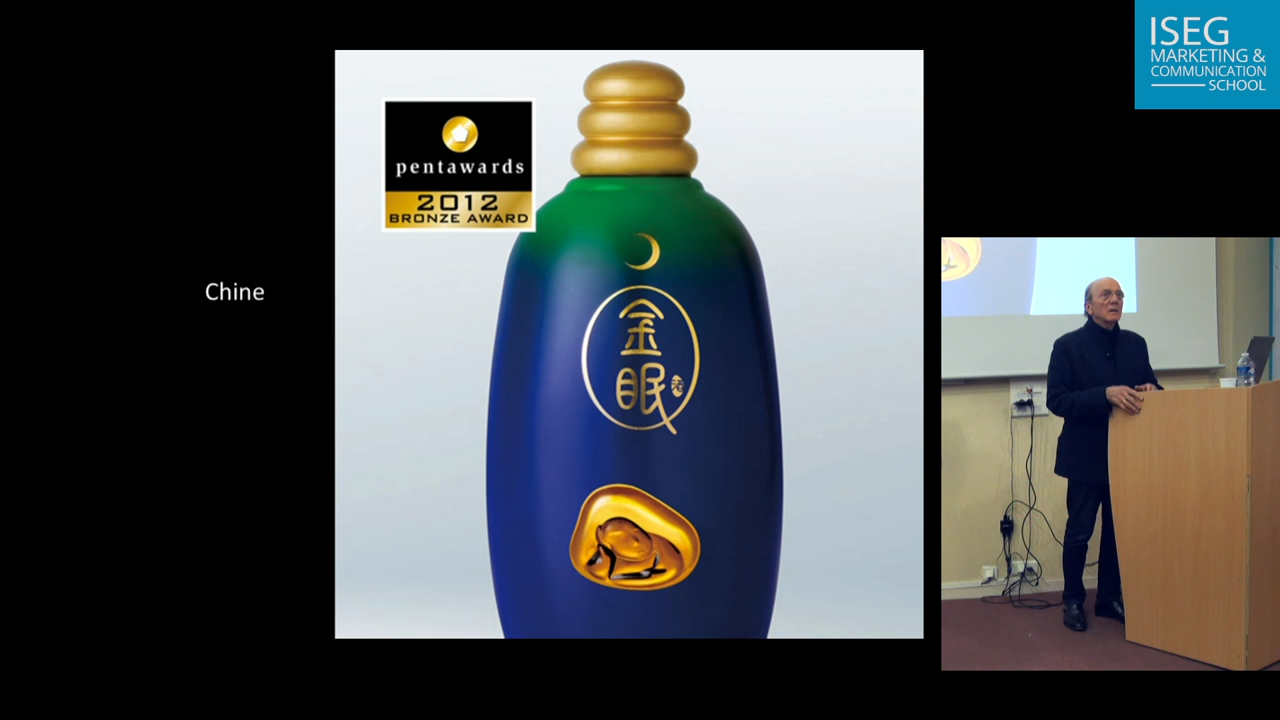 ISEG
MARKETING &
COMMUNICATION
SCHOOL
pentawards
2012
BRONZE AWARD
Chine
金
眠